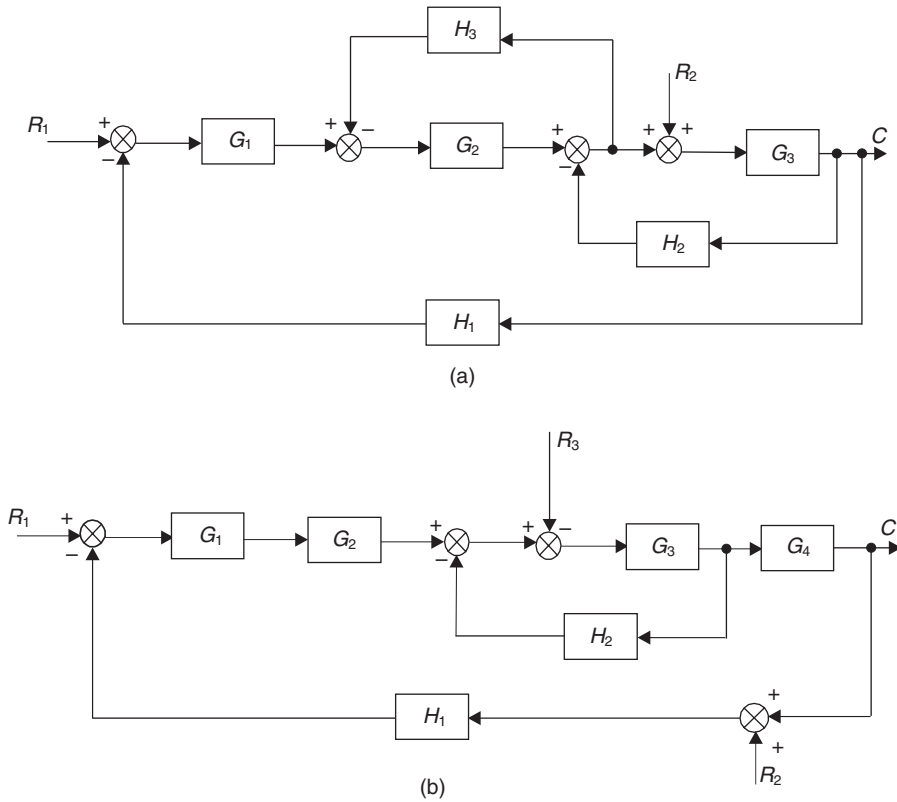 H₃
R₂
R₁ + − G₁ + − G₂ + − + + G₃ C
H₂
H₁
(a)
R₃
R₁ + − G₁ G₂ + − + − G₃ G₄ C
H₂
H₁ + +
R₂
(b)